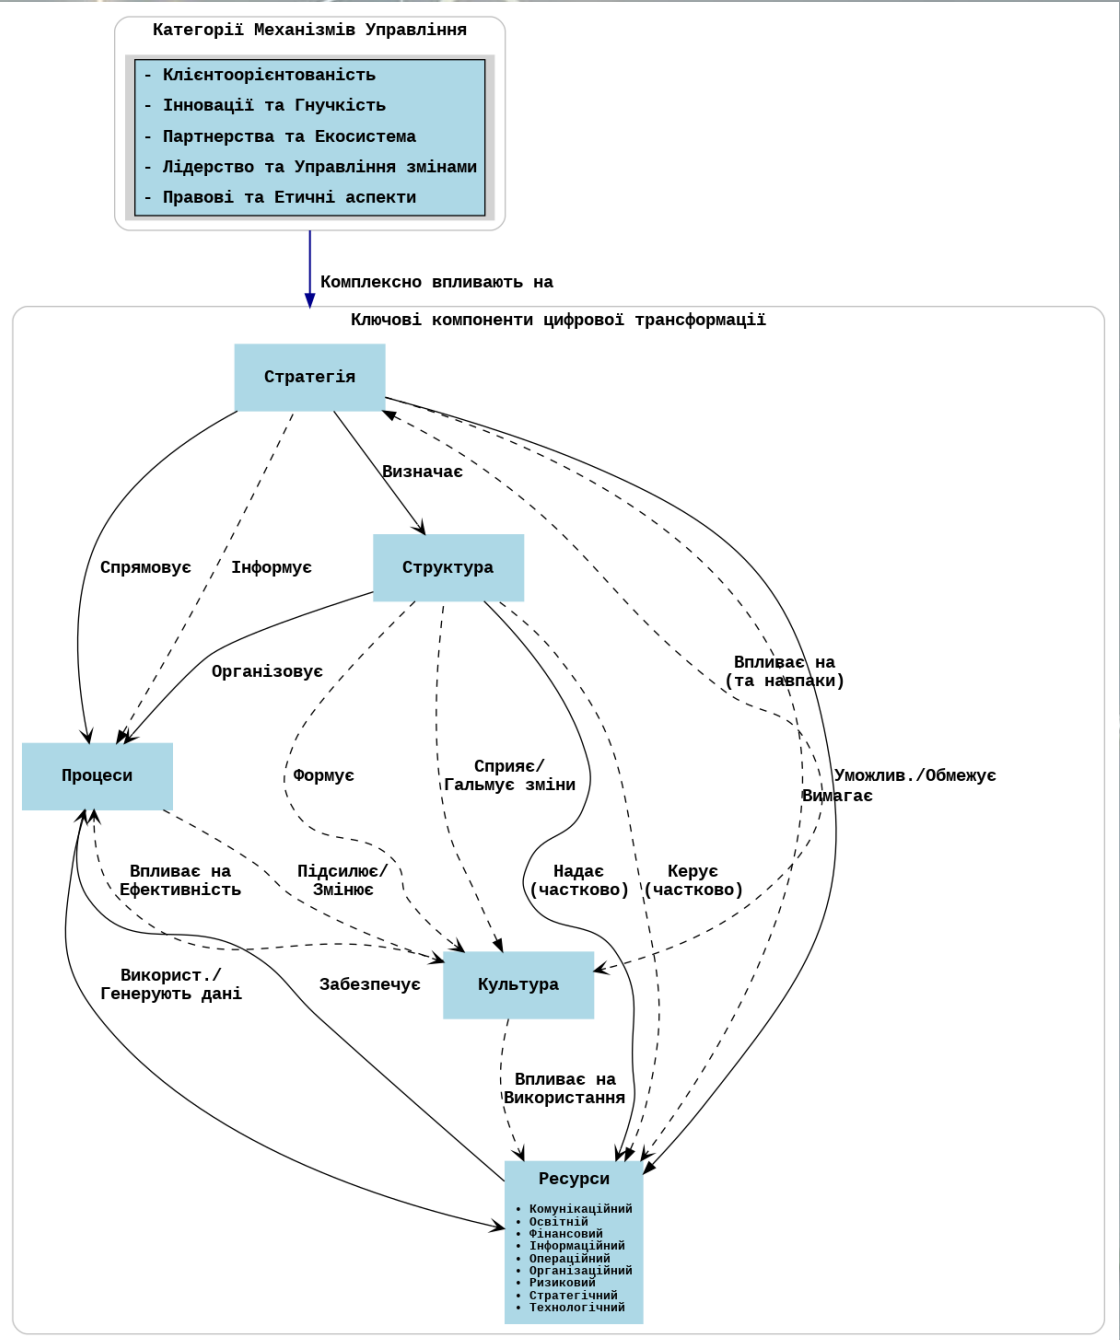 Категорії Механізмів Управління
- Клієнтоорієнтованість
- Інновації та Гнучкість
- Партнерства та Екосистема
- Лідерство та Управління змінами
- Правові та Етичні аспекти
Комплексно впливають на
Ключові компоненти цифрової трансформації
Стратегія
Визначає
Спрямовує
Інформує
Структура
Організовує
Впливає на
(та навпаки)
Процеси
Формує
Сприяє/
Гальмує зміни
Уможлив./Обмежує
Вимагає
Впливає на
Ефективність
Підсилює/
Змінює
Надає
(частково)
Керує
(частково)
Використ./
Генерують дані
Забезпечує
Культура
Впливає на
Використання
Ресурси
• Комунікаційний
• Освітній
• Фінансовий
• Інформаційний
• Операційний
• Організаційний
• Ризиковий
• Стратегічний
• Технологічний